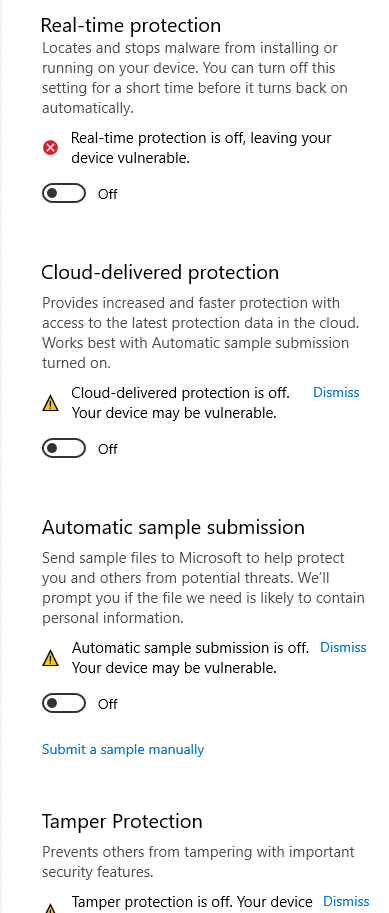 Real-time protection
Locates and stops malware from installing or
running on your device. You can turn off this
setting for a short time before it turns back on
automatically.
Real-time protection is off, leaving your
device vulnerable.
Off
Cloud-delivered protection
Provides increased and faster protection with
access to the latest protection data in the cloud.
Works best with Automatic sample submission
turned on.
Cloud-delivered protection is off. Dismiss
Your device may be vulnerable.
Off
Automatic sample submission
Send sample files to Microsoft to help protect
you and others from potential threats. We’ll
prompt you if the file we need is likely to contain
personal information.
Automatic sample submission is off. Dismiss
Your device may be vulnerable.
Off
Submit a sample manually
Tamper Protection
Prevents others from tampering with important
security features.
Tamper protection is off. Your device Dismiss